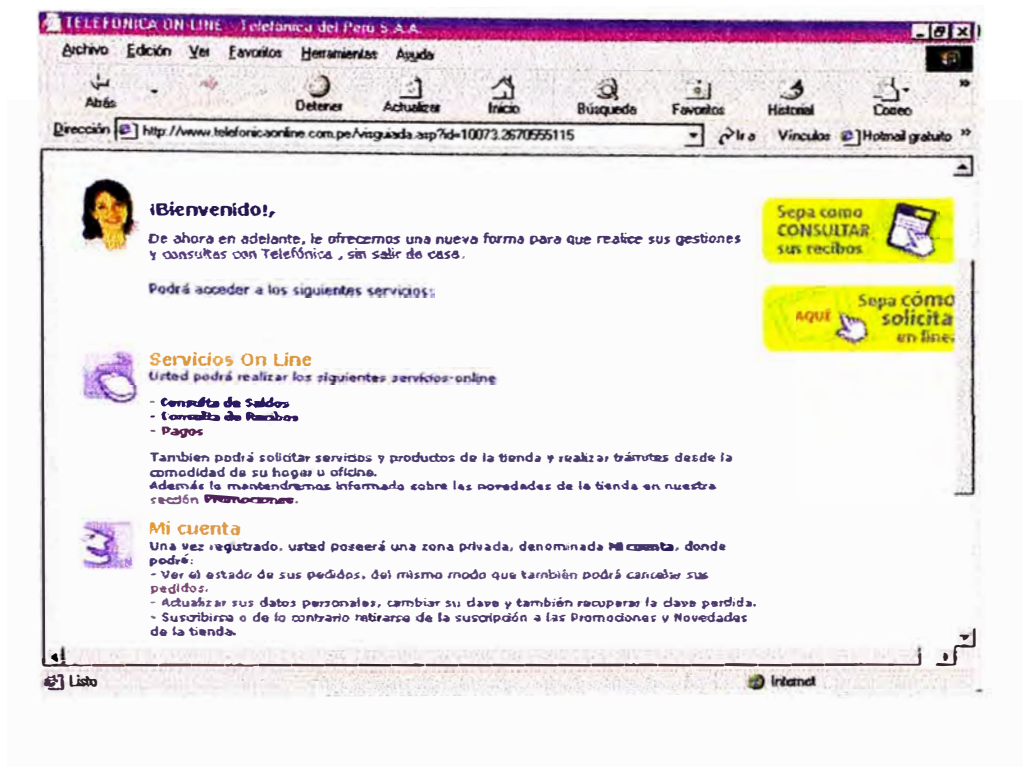 TELEFONICA ON-LINE - Telefónica del Perú S.A.A.
Archivo Edición Ver Favoritos Herramientas Ayuda
Atrás Detener Actualizar Inicio Búsqueda Favoritos Historial Correo »
Dirección http://www.telefonicaonline.com.pe/visguiada.asp?id=10073.2670555115 Ir a Vínculos Hotmail gratuito »
¡Bienvenido!,
De ahora en adelante, le ofrecemos una nueva forma para que realice sus gestiones
y consultas con Telefónica , sin salir de casa.
Podrá acceder a los siguientes servicios:
Sepa como
CONSULTAR
sus recibos
Sepa cómo
AQUÍ solicita
en line
Servicios On Line
Usted podrá realizar los siguientes servicios online
- Consulta de Saldos
- Consulta de Recibos
- Pagos
Tambien podrá solicitar servicios y productos de la tienda y realizar trámites desde la
comodidad de su hogar u oficina.
Además lo mantendremos informado sobre las novedades de la tienda en nuestra
sección Promociones.
Mi cuenta
Una vez registrado, usted poseerá una zona privada, denominada Mi cuenta, donde
podrá:
- Ver el estado de sus pedidos, del mismo modo que también podrá cancelar sus
pedidos.
- Actualizar sus datos personales, cambiar su clave y también recuperar la clave perdida.
- Suscribirse o de lo contrario retirarse de la suscripción a las Promociones y Novedades
de la tienda.
Listo Internet